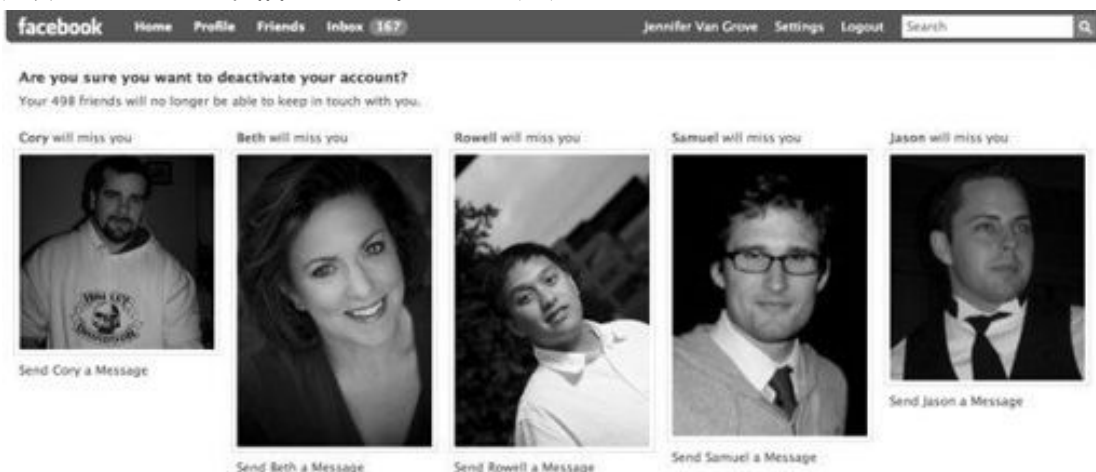 facebook Home Profile Friends Inbox 167 Jennifer Van Grove Settings Logout Search
Are you sure you want to deactivate your account?
Your 498 friends will no longer be able to keep in touch with you.
Cory will miss you Beth will miss you Rowell will miss you Samuel will miss you Jason will miss you
Send Cory a Message
Send Jason a Message
Send Samuel a Message
Send Beth a Message Send Rowell a Message